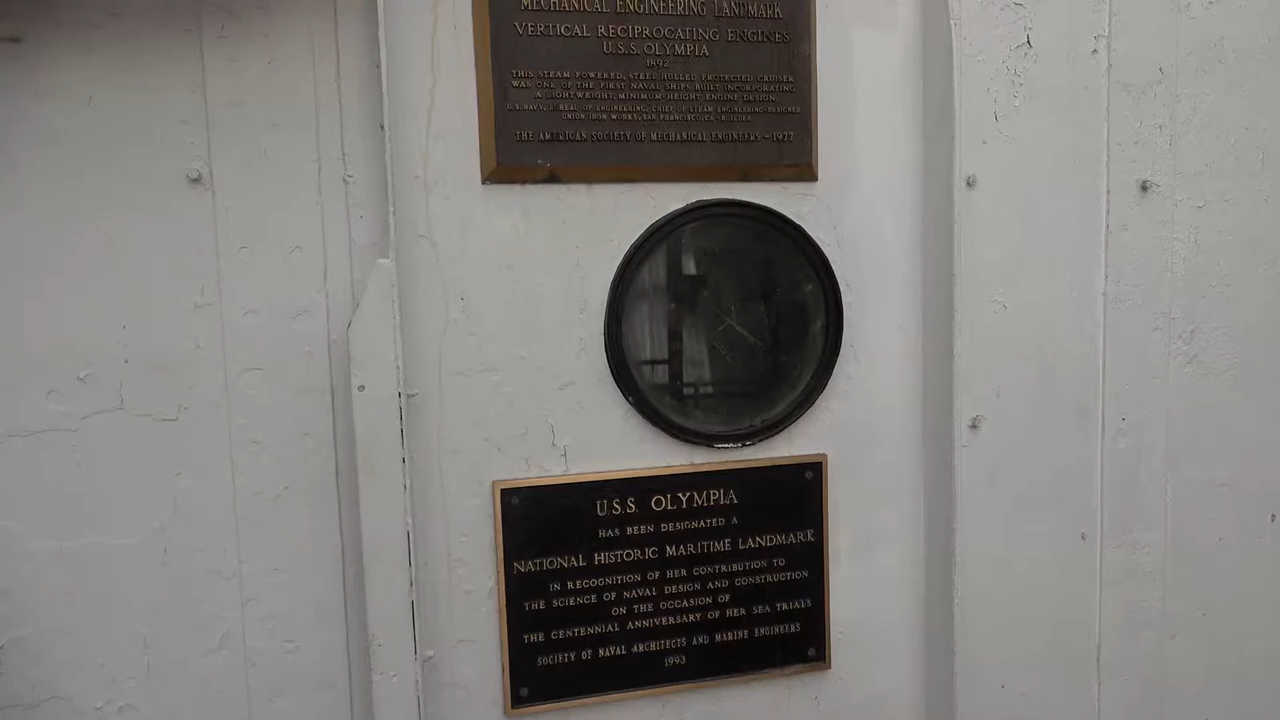 MECHANICAL ENGINEERING LANDMARK
VERTICAL RECIPROCATING ENGINES
U.S.S. OLYMPIA
1892
THIS STEAM POWERED, STEEL HULLED PROTECTED CRUISER
WAS ONE OF THE FIRST NAVAL SHIPS BUILT INCORPORATING
A LIGHTWEIGHT, MINIMUM-HEIGHT ENGINE DESIGN.
U.S. NAVY, BUREAU OF ENGINEERING, CHIEF OF STEAM ENGINEERING-DESIGNER
UNION IRON WORKS, SAN FRANCISCO, CA-BUILDER
THE AMERICAN SOCIETY OF MECHANICAL ENGINEERS - 1977
U.S.S. OLYMPIA
HAS BEEN DESIGNATED A
NATIONAL HISTORIC MARITIME LANDMARK
IN RECOGNITION OF HER CONTRIBUTION TO
THE SCIENCE OF NAVAL DESIGN AND CONSTRUCTION
ON THE OCCASION OF
THE CENTENNIAL ANNIVERSARY OF HER SEA TRIALS
SOCIETY OF NAVAL ARCHITECTS AND MARINE ENGINEERS
1993